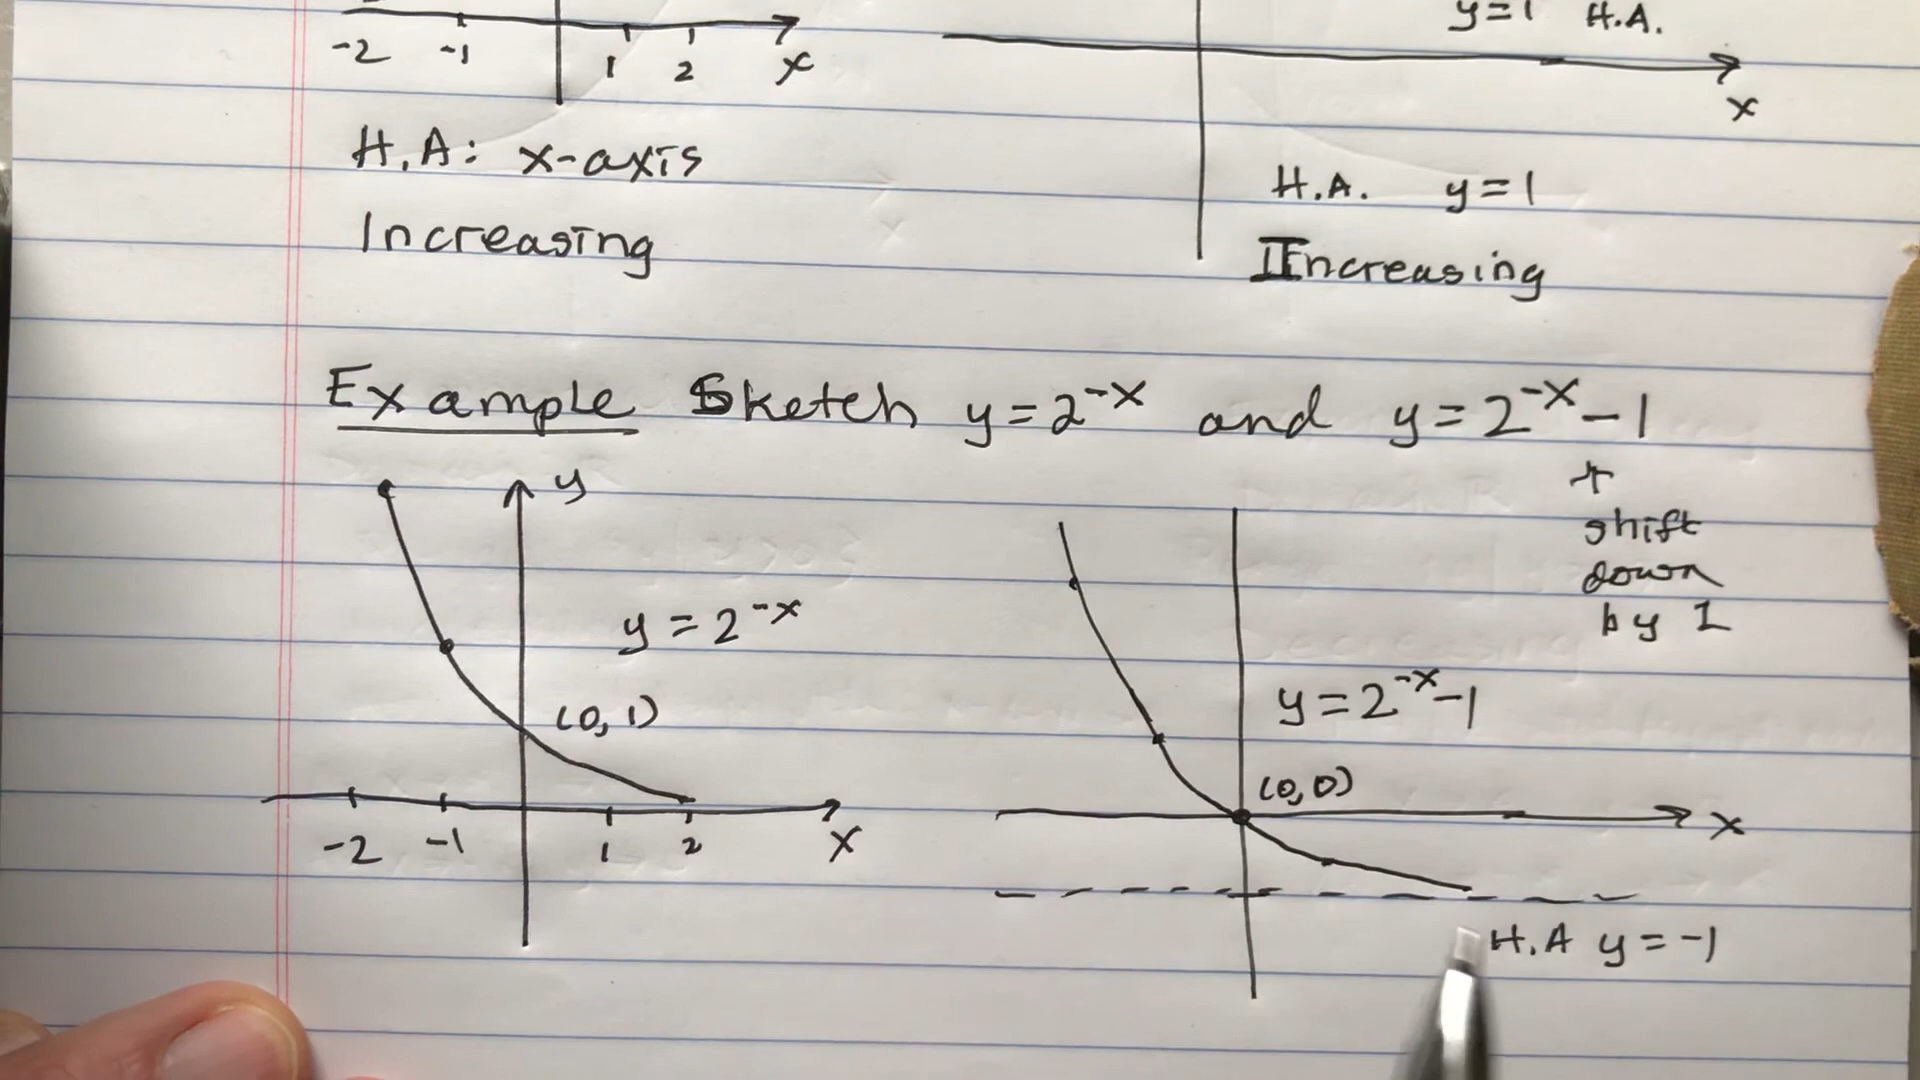 y=1 H.A.
-2 -1 1 2 x
x
H.A: x-axis
Increasing
H.A. y=1
Increasing
Example Sketch y=2^-x and y=2^-x-1
shift
down
by 1
y
y=2^-x
(0,1)
-2 -1 1 2 x
y=2^-x-1
(0,0)
x
H.A y=-1